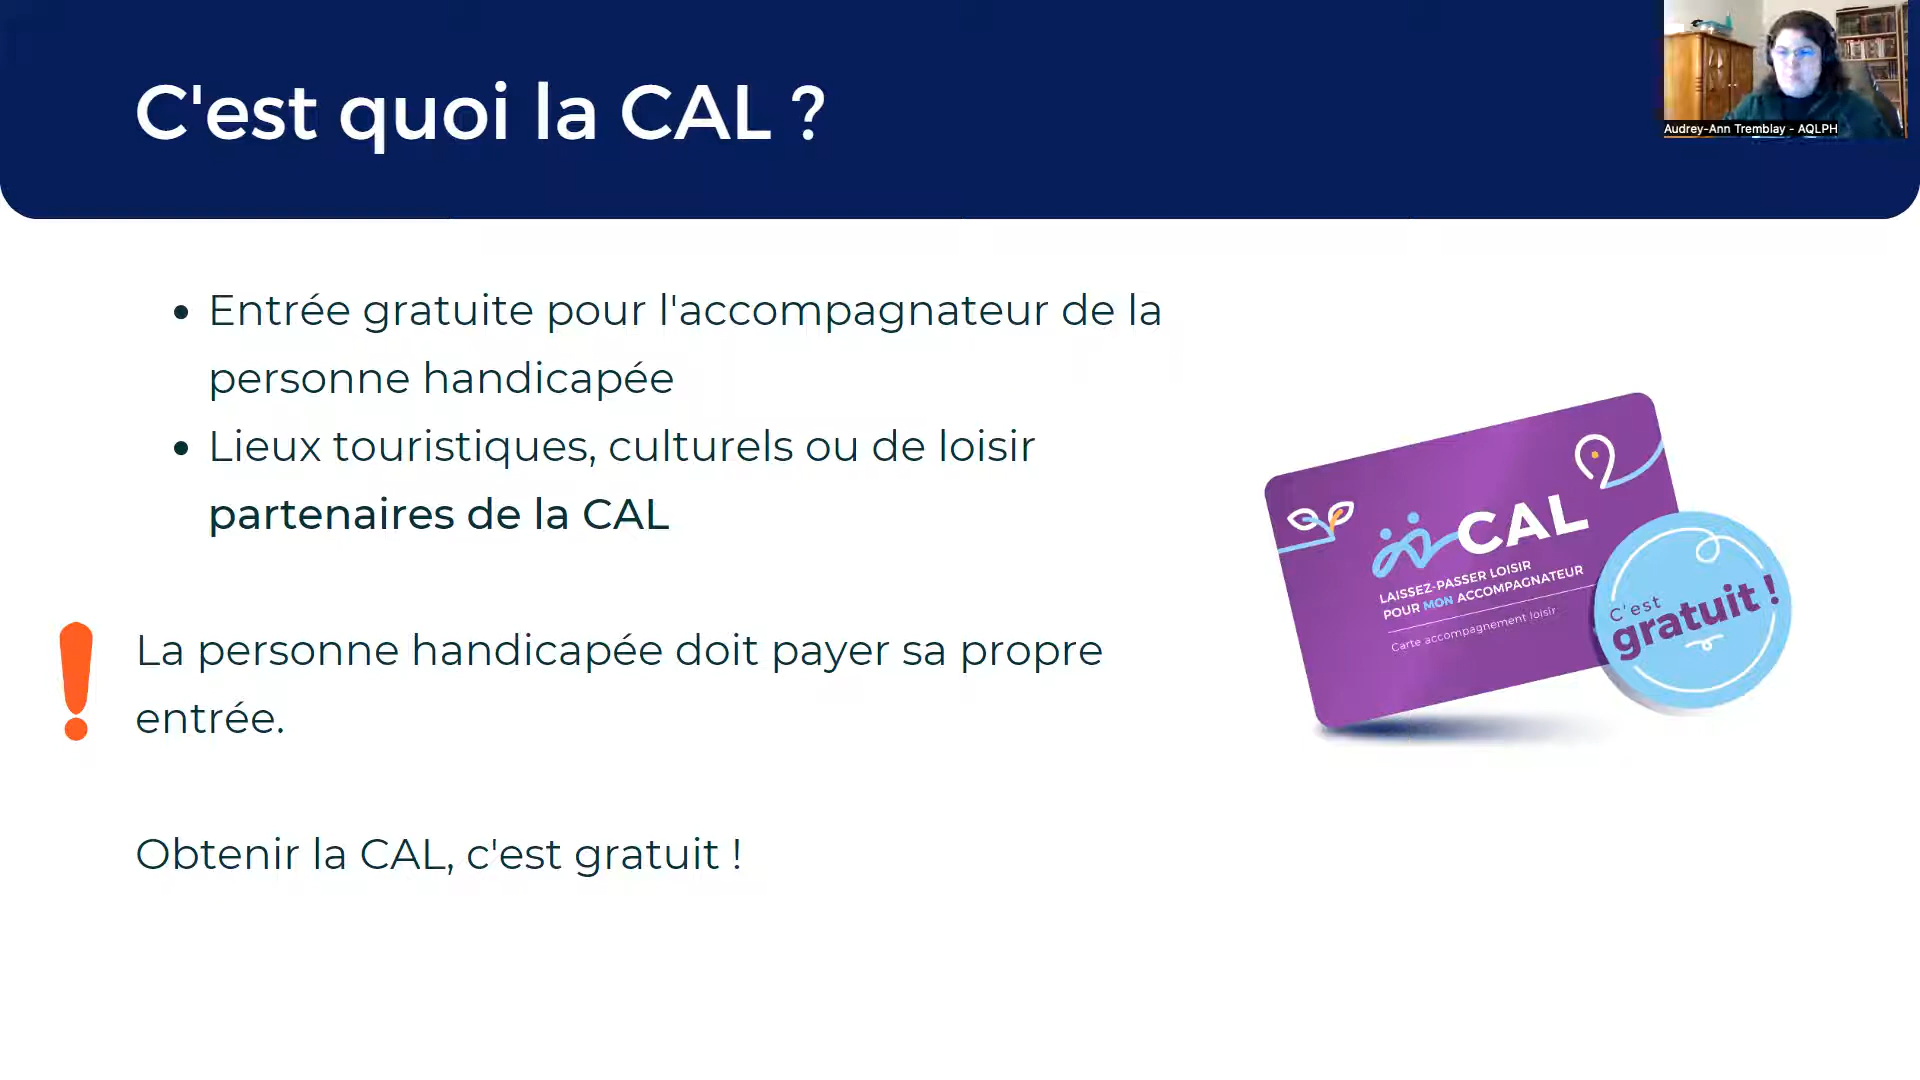 C'est quoi la CAL ?
Audrey-Ann Tremblay - AQLPH
• Entrée gratuite pour l'accompagnateur de la
personne handicapée
• Lieux touristiques, culturels ou de loisir
partenaires de la CAL
! La personne handicapée doit payer sa propre
entrée.
Obtenir la CAL, c'est gratuit !
CAL
LAISSEZ-PASSER LOISIR
POUR MON ACCOMPAGNATEUR
Carte accompagnement loisir
C'est
gratuit !